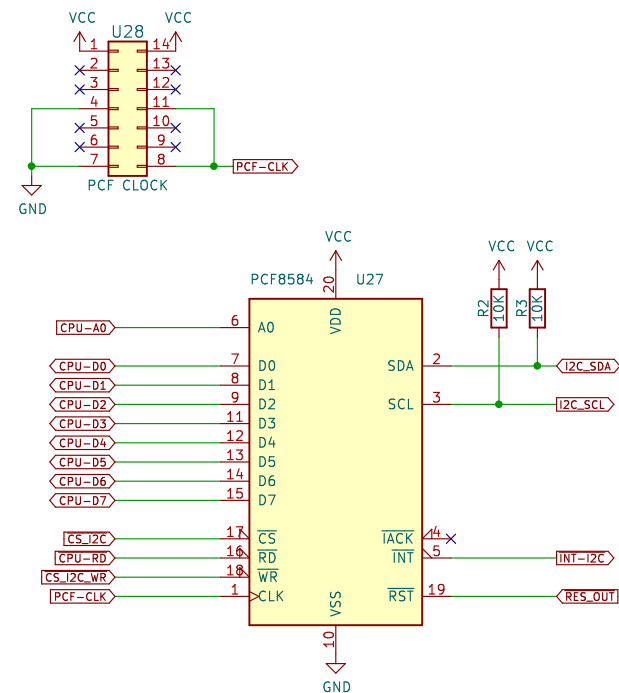 VCC VCC
U28
1 14
2 13
3 12
4 11
5 10
6 9
7 8
PCF-CLK
PCF CLOCK
GND
VCC
VCC VCC
PCF8584 U27
20
VDD
R2 10K R3 10K
CPU-A0 6 A0
CPU-D0 7 D0 SDA 2 I2C_SDA
CPU-D1 8 D1
CPU-D2 9 D2 SCL 3 I2C_SCL
CPU-D3 11 D3
CPU-D4 12 D4
CPU-D5 13 D5
CPU-D6 14 D6
CPU-D7 15 D7
CS_I2C 17 CS IACK 4
CPU-RD 16 RD INT 5 INT-I2C
CS_I2C_WR 18 WR
PCF-CLK 1 CLK RST 19 RES_OUT
VSS
10
GND